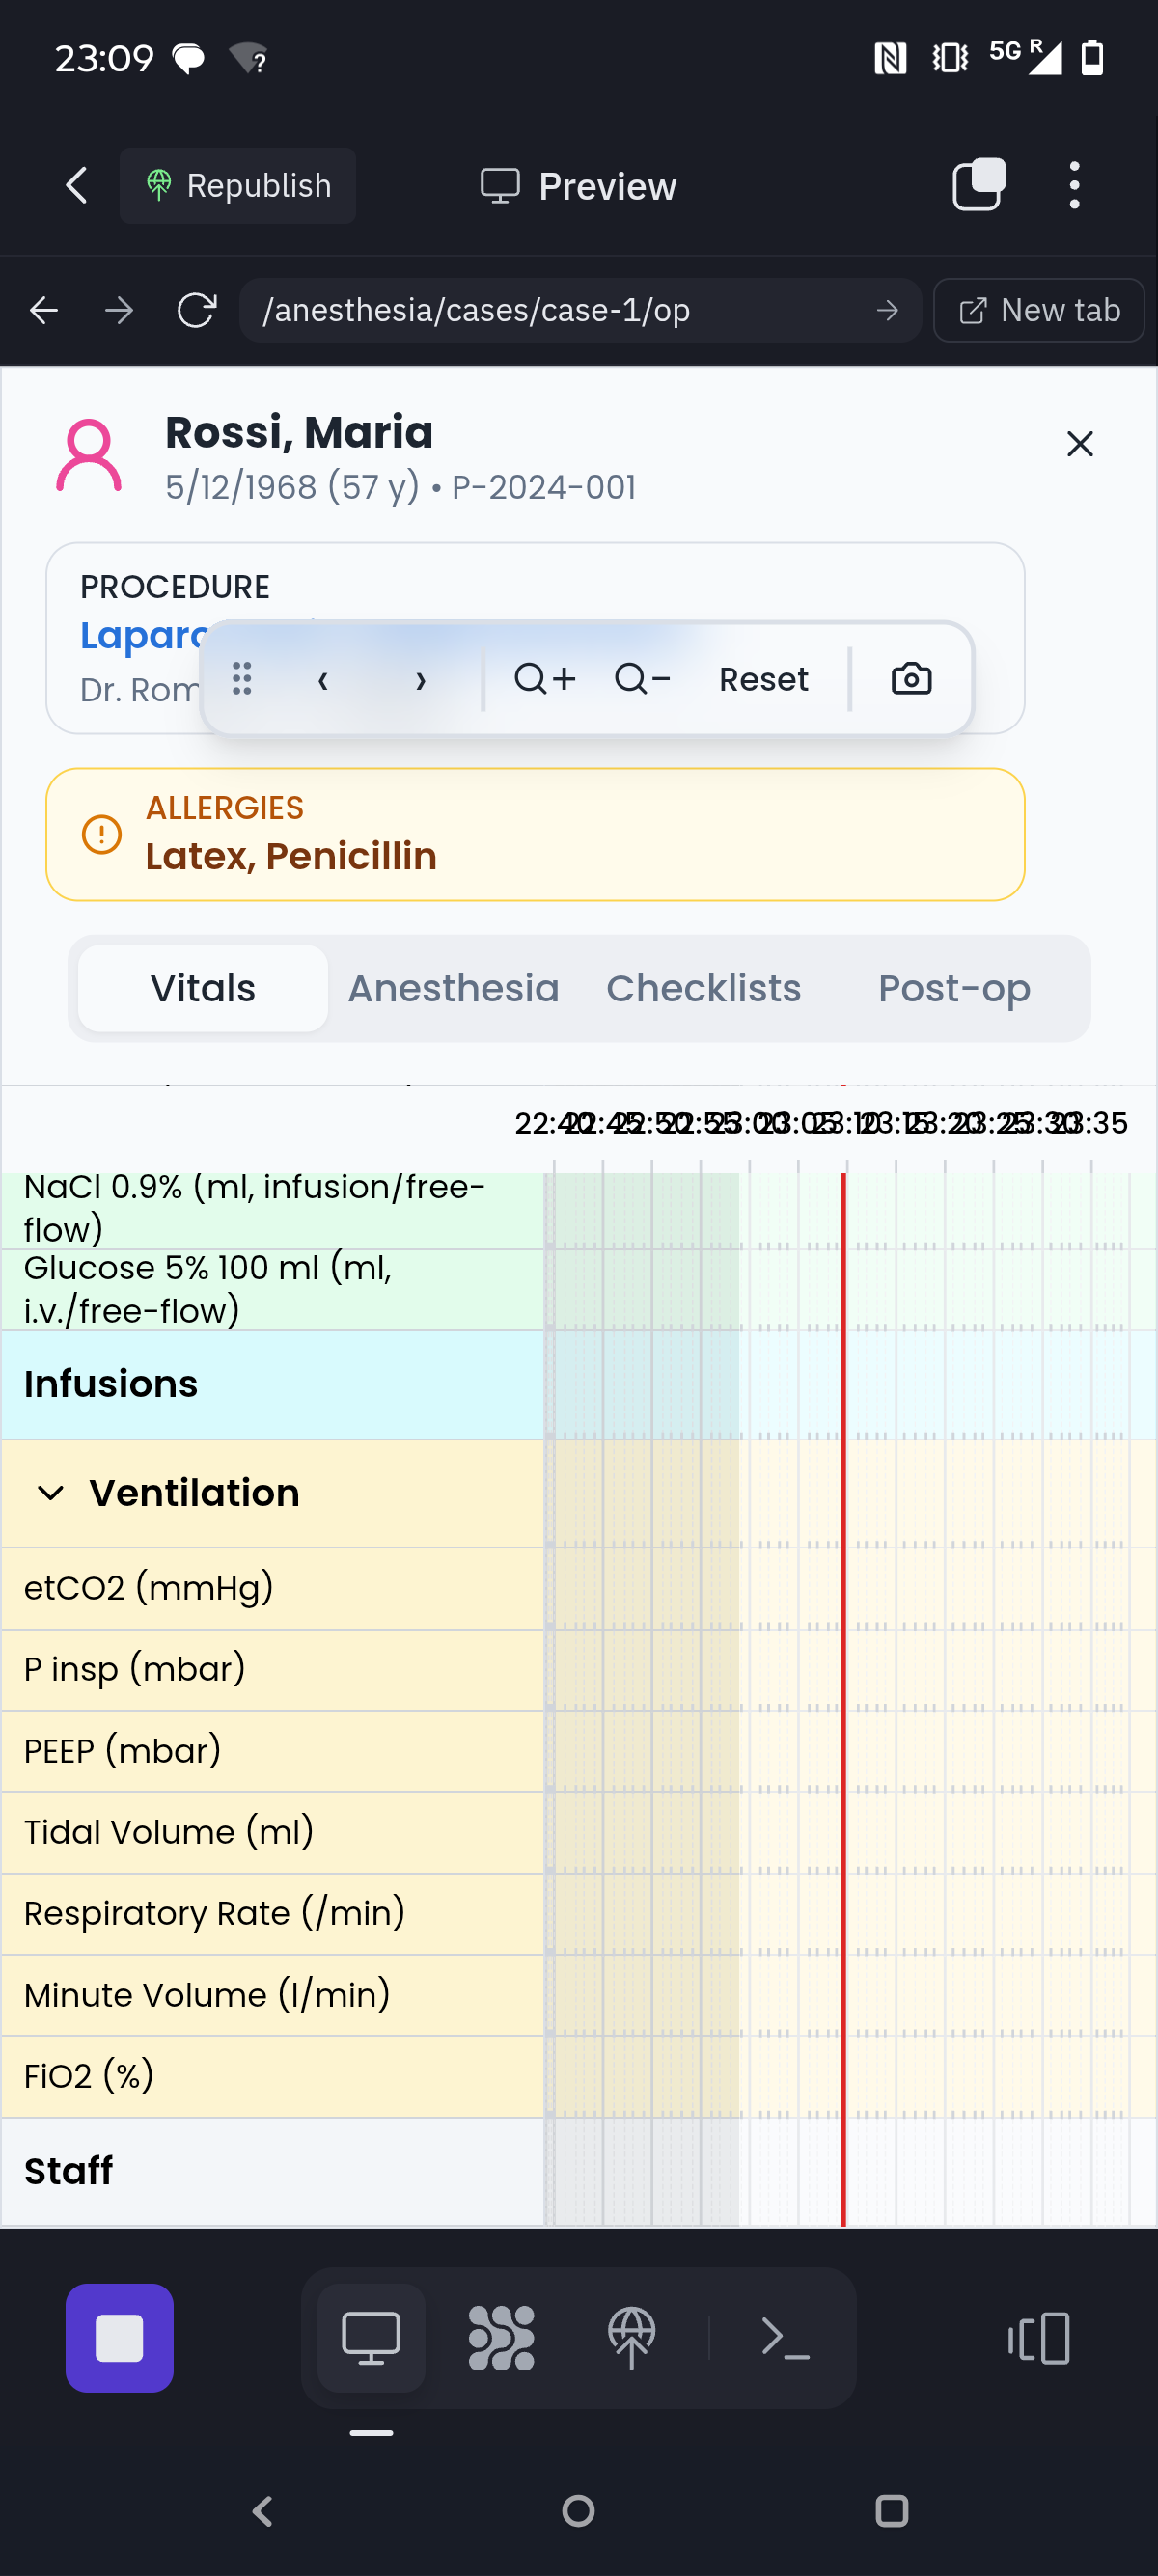 23:09
5G R
Republish
Preview
/anesthesia/cases/case-1/op
New tab
Rossi, Maria
5/12/1968 (57 y) • P-2024-001
PROCEDURE
Dr. Rom
‹ › + − Reset
ALLERGIES
Latex, Penicillin
Vitals Anesthesia Checklists Post-op
22:40 22:45 22:50 22:55 23:00 23:05 23:10 23:15 23:20 23:25 23:30 23:35
NaCl 0.9% (ml, infusion/free-
flow)
Glucose 5% 100 ml (ml,
i.v./free-flow)
Infusions
Ventilation
etCO2 (mmHg)
P insp (mbar)
PEEP (mbar)
Tidal Volume (ml)
Respiratory Rate (/min)
Minute Volume (l/min)
FiO2 (%)
Staff